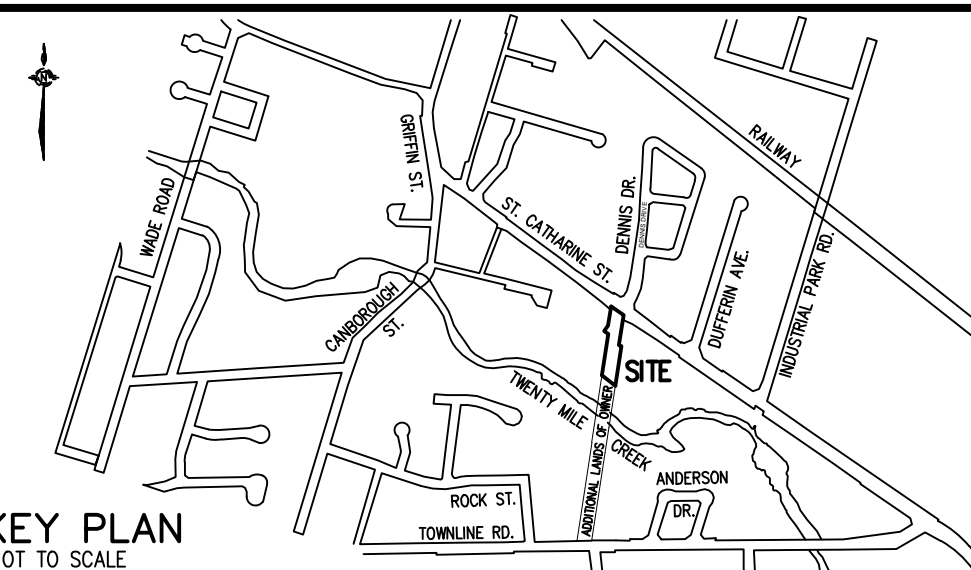 N
RAILWAY
GRIFFIN ST.
WADE ROAD
ST. CATHARINE ST.
DENNIS DR.
DENNIS DRIVE
DUFFERIN AVE.
INDUSTRIAL PARK RD.
CANBOROUGH
ST.
SITE
TWENTY MILE
CREEK
ADDITIONAL LANDS OF OWNER
ANDERSON
DR.
ROCK ST.
TOWNLINE RD.
KEY PLAN
OT TO SCALE